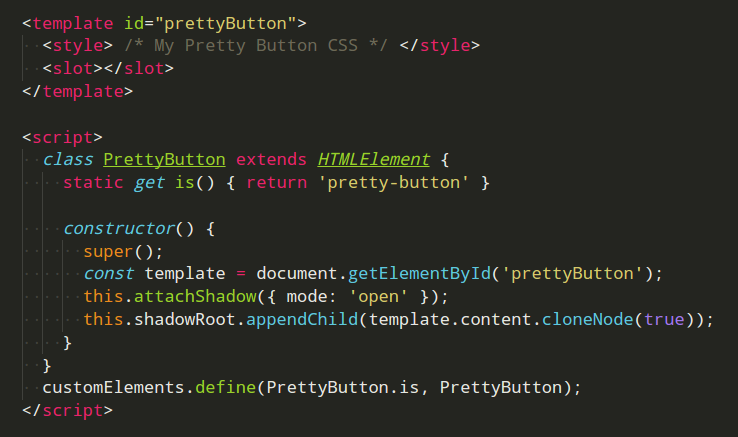 <template id="prettyButton">
  <style> /* My Pretty Button CSS */ </style>
  <slot></slot>
</template>

<script>
  class PrettyButton extends HTMLElement {
    static get is() { return 'pretty-button' }

    constructor() {
      super();
      const template = document.getElementById('prettyButton');
      this.attachShadow({ mode: 'open' });
      this.shadowRoot.appendChild(template.content.cloneNode(true));
    }
  }
  customElements.define(PrettyButton.is, PrettyButton);
</script>